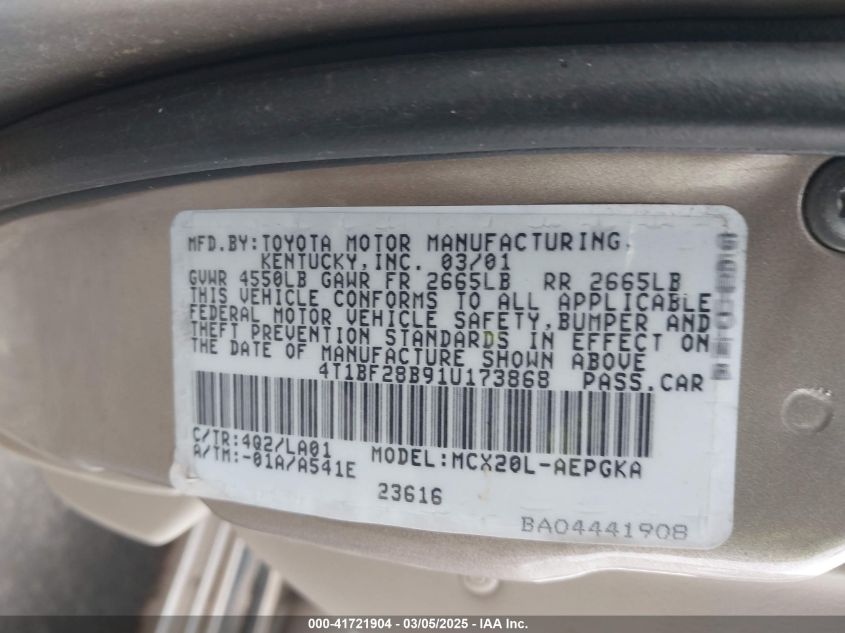 MFD.BY:TOYOTA MOTOR MANUFACTURING,
KENTUCKY,INC. 03/01
GVWR 4550LB GAWR FR 2665LB RR 2665LB
THIS VEHICLE CONFORMS TO ALL APPLICABLE
FEDERAL MOTOR VEHICLE SAFETY,BUMPER AND
THEFT PREVENTION STANDARDS IN EFFECT ON
THE DATE OF MANUFACTURE SHOWN ABOVE
4T1BF28B91U173868 PASS.CAR
C/TR:4Q2/LA01
A/TM:-01A/A541E MODEL:MCX20L-AEPGKA
23616
BA04441908
000-41721904 - 03/05/2025 - IAA Inc.